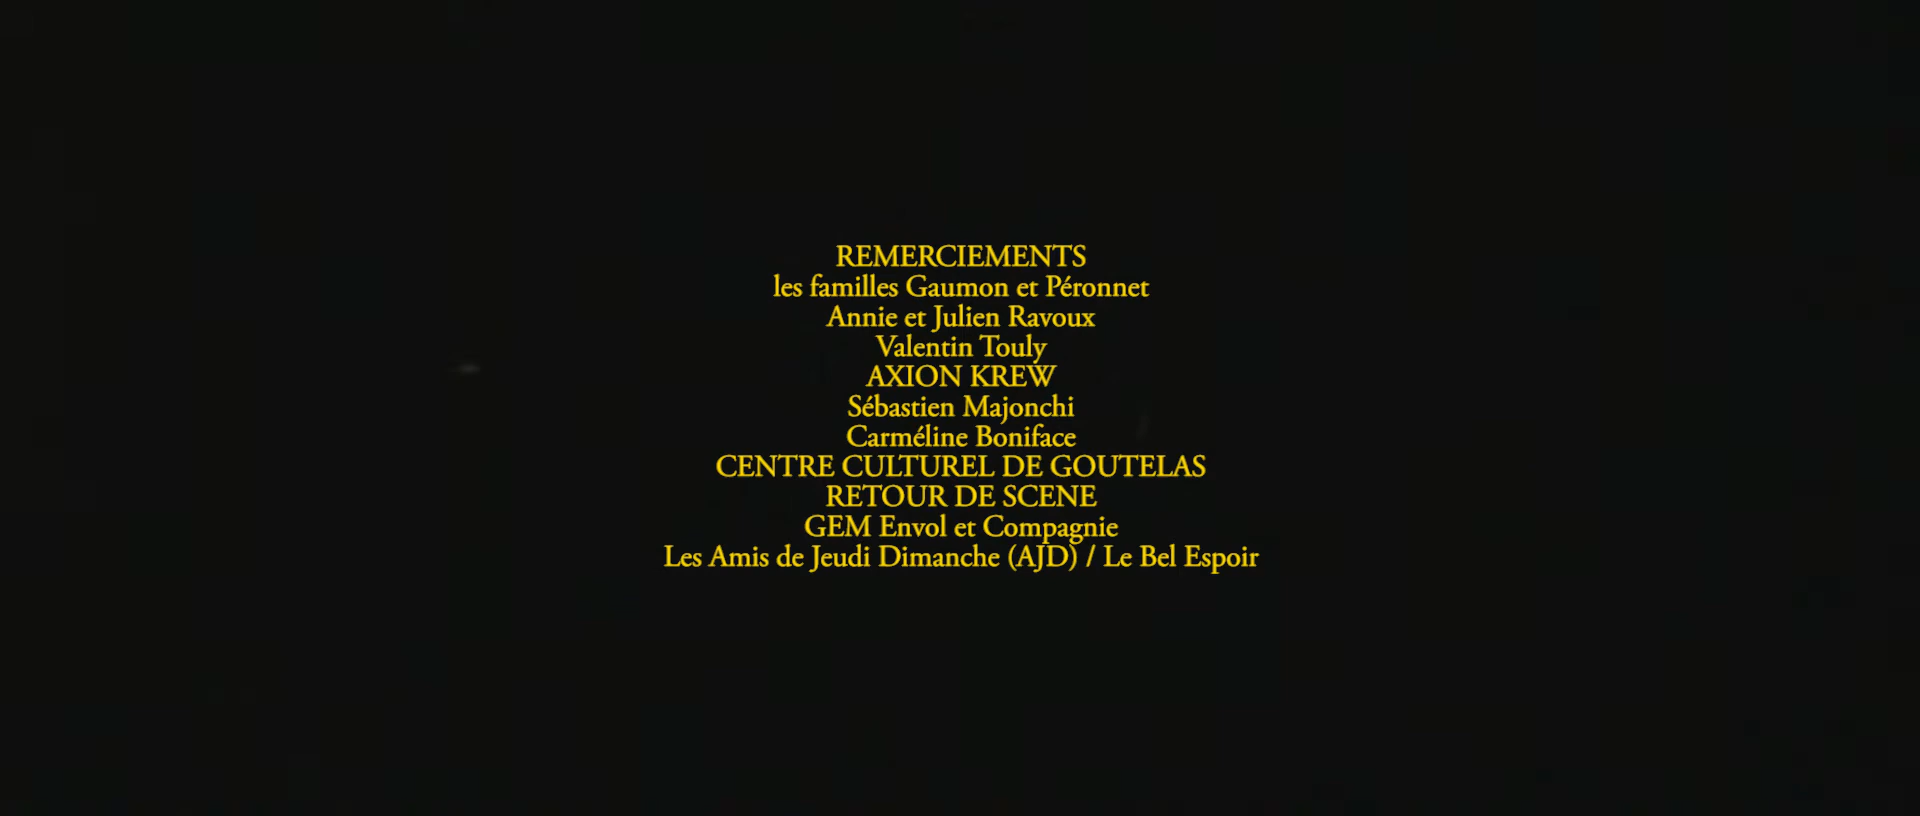 REMERCIEMENTS
les familles Gaumon et Péronnet
Annie et Julien Ravoux
Valentin Touly
AXION KREW
Sébastien Majonchi
Carméline Boniface
CENTRE CULTUREL DE GOUTELAS
RETOUR DE SCENE
GEM Envol et Compagnie
Les Amis de Jeudi Dimanche (AJD) / Le Bel Espoir